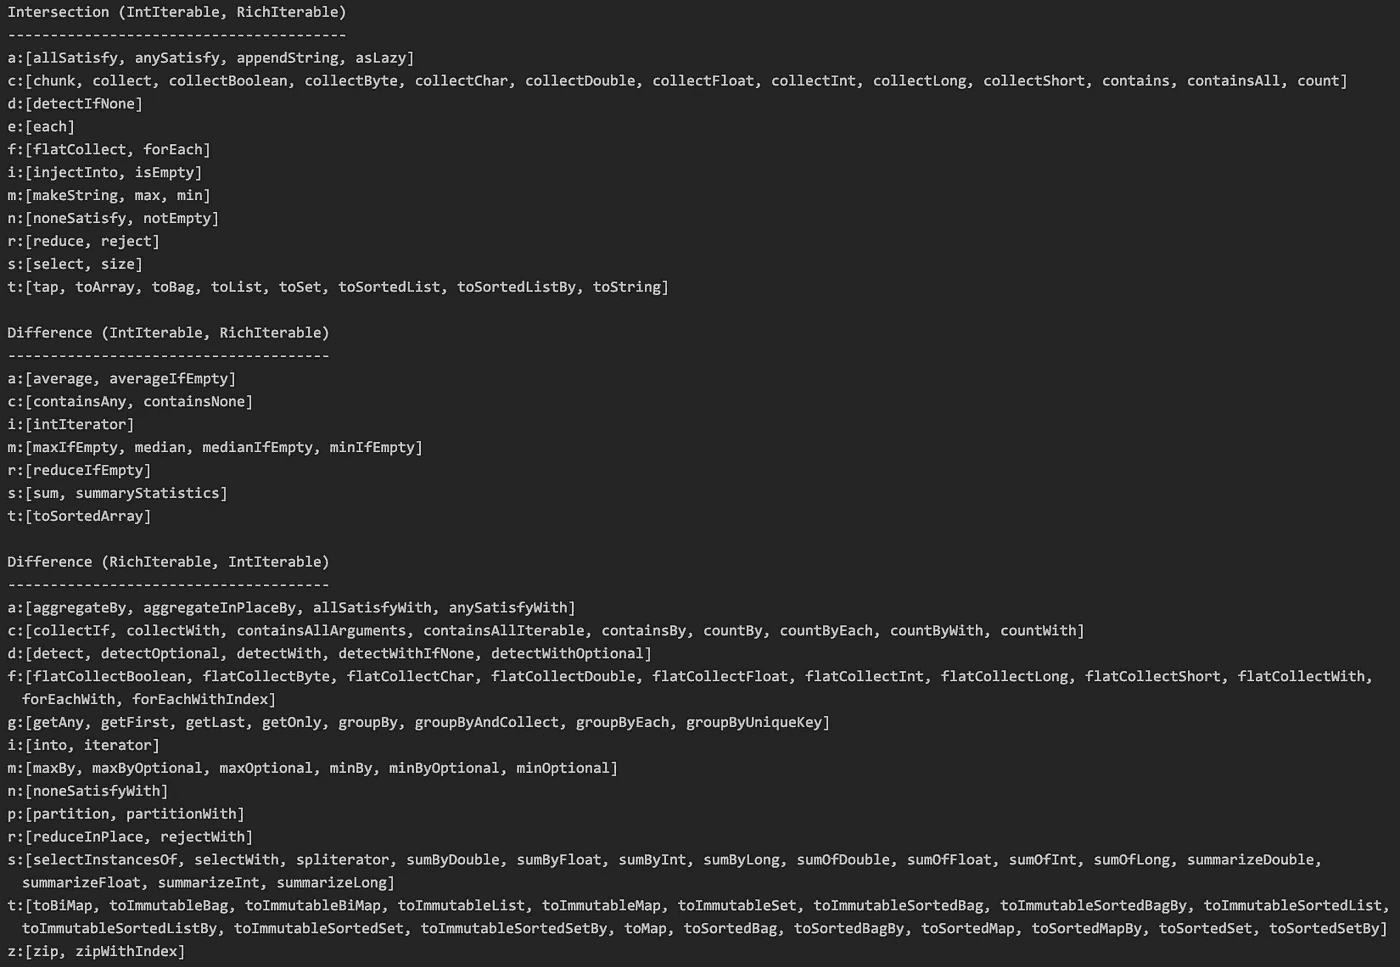 Intersection (IntIterable, RichIterable)
----------------------------------------
a:[allSatisfy, anySatisfy, appendString, asLazy]
c:[chunk, collect, collectBoolean, collectByte, collectChar, collectDouble, collectFloat, collectInt, collectLong, collectShort, contains, containsAll, count]
d:[detectIfNone]
e:[each]
f:[flatCollect, forEach]
i:[injectInto, isEmpty]
m:[makeString, max, min]
n:[noneSatisfy, notEmpty]
r:[reduce, reject]
s:[select, size]
t:[tap, toArray, toBag, toList, toSet, toSortedList, toSortedListBy, toString]

Difference (IntIterable, RichIterable)
--------------------------------------
a:[average, averageIfEmpty]
c:[containsAny, containsNone]
i:[intIterator]
m:[maxIfEmpty, median, medianIfEmpty, minIfEmpty]
r:[reduceIfEmpty]
s:[sum, summaryStatistics]
t:[toSortedArray]

Difference (RichIterable, IntIterable)
--------------------------------------
a:[aggregateBy, aggregateInPlaceBy, allSatisfyWith, anySatisfyWith]
c:[collectIf, collectWith, containsAllArguments, containsAllIterable, containsBy, countBy, countByEach, countByWith, countWith]
d:[detect, detectOptional, detectWith, detectWithIfNone, detectWithOptional]
f:[flatCollectBoolean, flatCollectByte, flatCollectChar, flatCollectDouble, flatCollectFloat, flatCollectInt, flatCollectLong, flatCollectShort, flatCollectWith,
forEachWith, forEachWithIndex]
g:[getAny, getFirst, getLast, getOnly, groupBy, groupByAndCollect, groupByEach, groupByUniqueKey]
i:[into, iterator]
m:[maxBy, maxByOptional, maxOptional, minBy, minByOptional, minOptional]
n:[noneSatisfyWith]
p:[partition, partitionWith]
r:[reduceInPlace, rejectWith]
s:[selectInstancesOf, selectWith, spliterator, sumByDouble, sumByFloat, sumByInt, sumByLong, sumOfDouble, sumOfFloat, sumOfInt, sumOfLong, summarizeDouble,
summarizeFloat, summarizeInt, summarizeLong]
t:[toBiMap, toImmutableBag, toImmutableBiMap, toImmutableList, toImmutableMap, toImmutableSet, toImmutableSortedBag, toImmutableSortedBagBy, toImmutableSortedList,
toImmutableSortedListBy, toImmutableSortedSet, toImmutableSortedSetBy, toMap, toSortedBag, toSortedBagBy, toSortedMap, toSortedMapBy, toSortedSet, toSortedSetBy]
z:[zip, zipWithIndex]